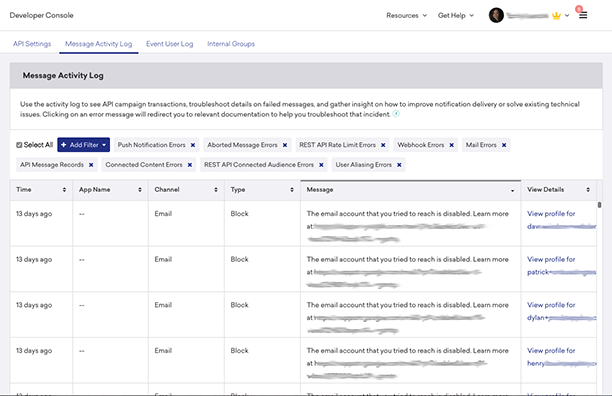 Developer Console
Resources
Get Help
API Settings
Message Activity Log
Event User Log
Internal Groups
Message Activity Log
Use the activity log to see API campaign transactions, troubleshoot details on failed messages, and gather insight on how to improve notification delivery or solve existing technical
issues. Clicking on an error message will redirect you to relevant documentation to help you troubleshoot that incident.
Select All
+ Add Filter
Push Notification Errors ×
Aborted Message Errors ×
REST API Rate Limit Errors ×
Webhook Errors ×
Mail Errors ×
API Message Records ×
Connected Content Errors ×
REST API Connected Audience Errors ×
User Aliasing Errors ×
Time
App Name
Channel
Type
Message
View Details
13 days ago
--
Email
Block
The email account that you tried to reach is disabled. Learn more
at
View profile for
13 days ago
--
Email
Block
The email account that you tried to reach is disabled. Learn more
at
View profile for
patrick+
13 days ago
--
Email
Block
The email account that you tried to reach is disabled. Learn more
at
View profile for
dylan+
13 days ago
--
Email
Block
The email account that you tried to reach is disabled. Learn more
at
View profile for
henry